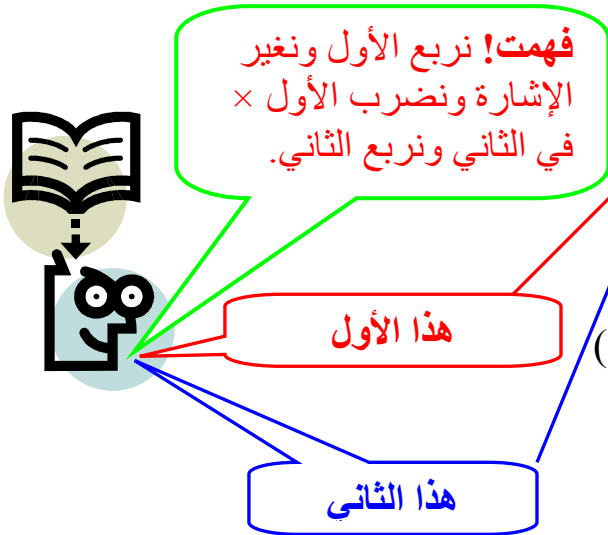 فهمت! نربع الأول ونغير
الإشارة ونضرب الأول ×
في الثاني ونربع الثاني.
هذا الأول
)
هذا الثاني